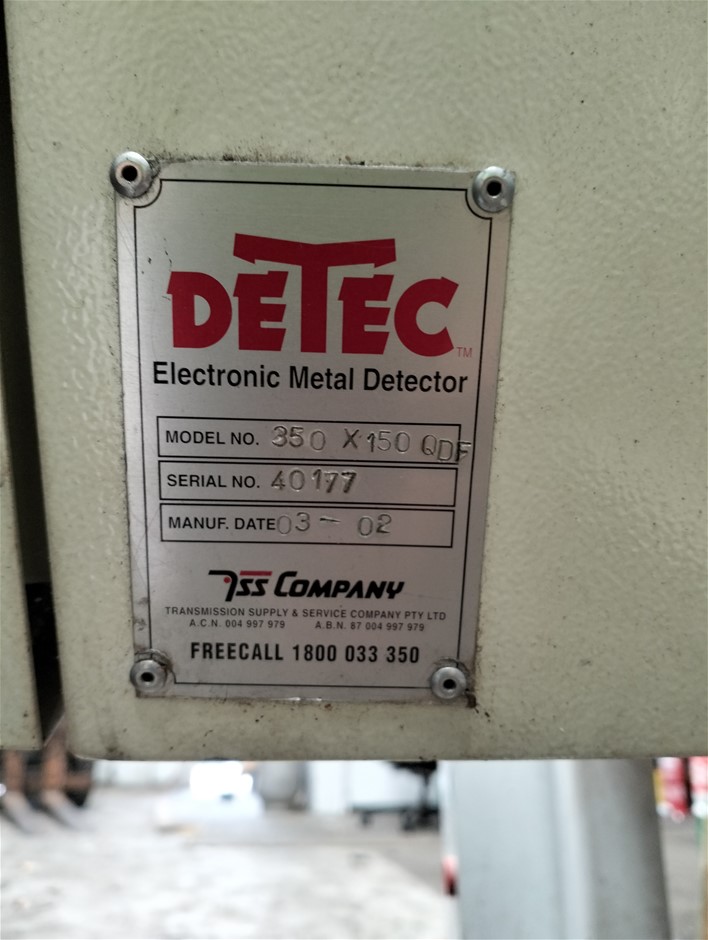 DETEC
TM
Electronic Metal Detector
MODEL NO. 350 X 150 QDF
SERIAL NO. 40177
MANUF. DATE 03 - 02
TSS COMPANY
TRANSMISSION SUPPLY & SERVICE COMPANY PTY LTD
A.C.N. 004 997 979 A.B.N. 87 004 997 979
FREECALL 1800 033 350